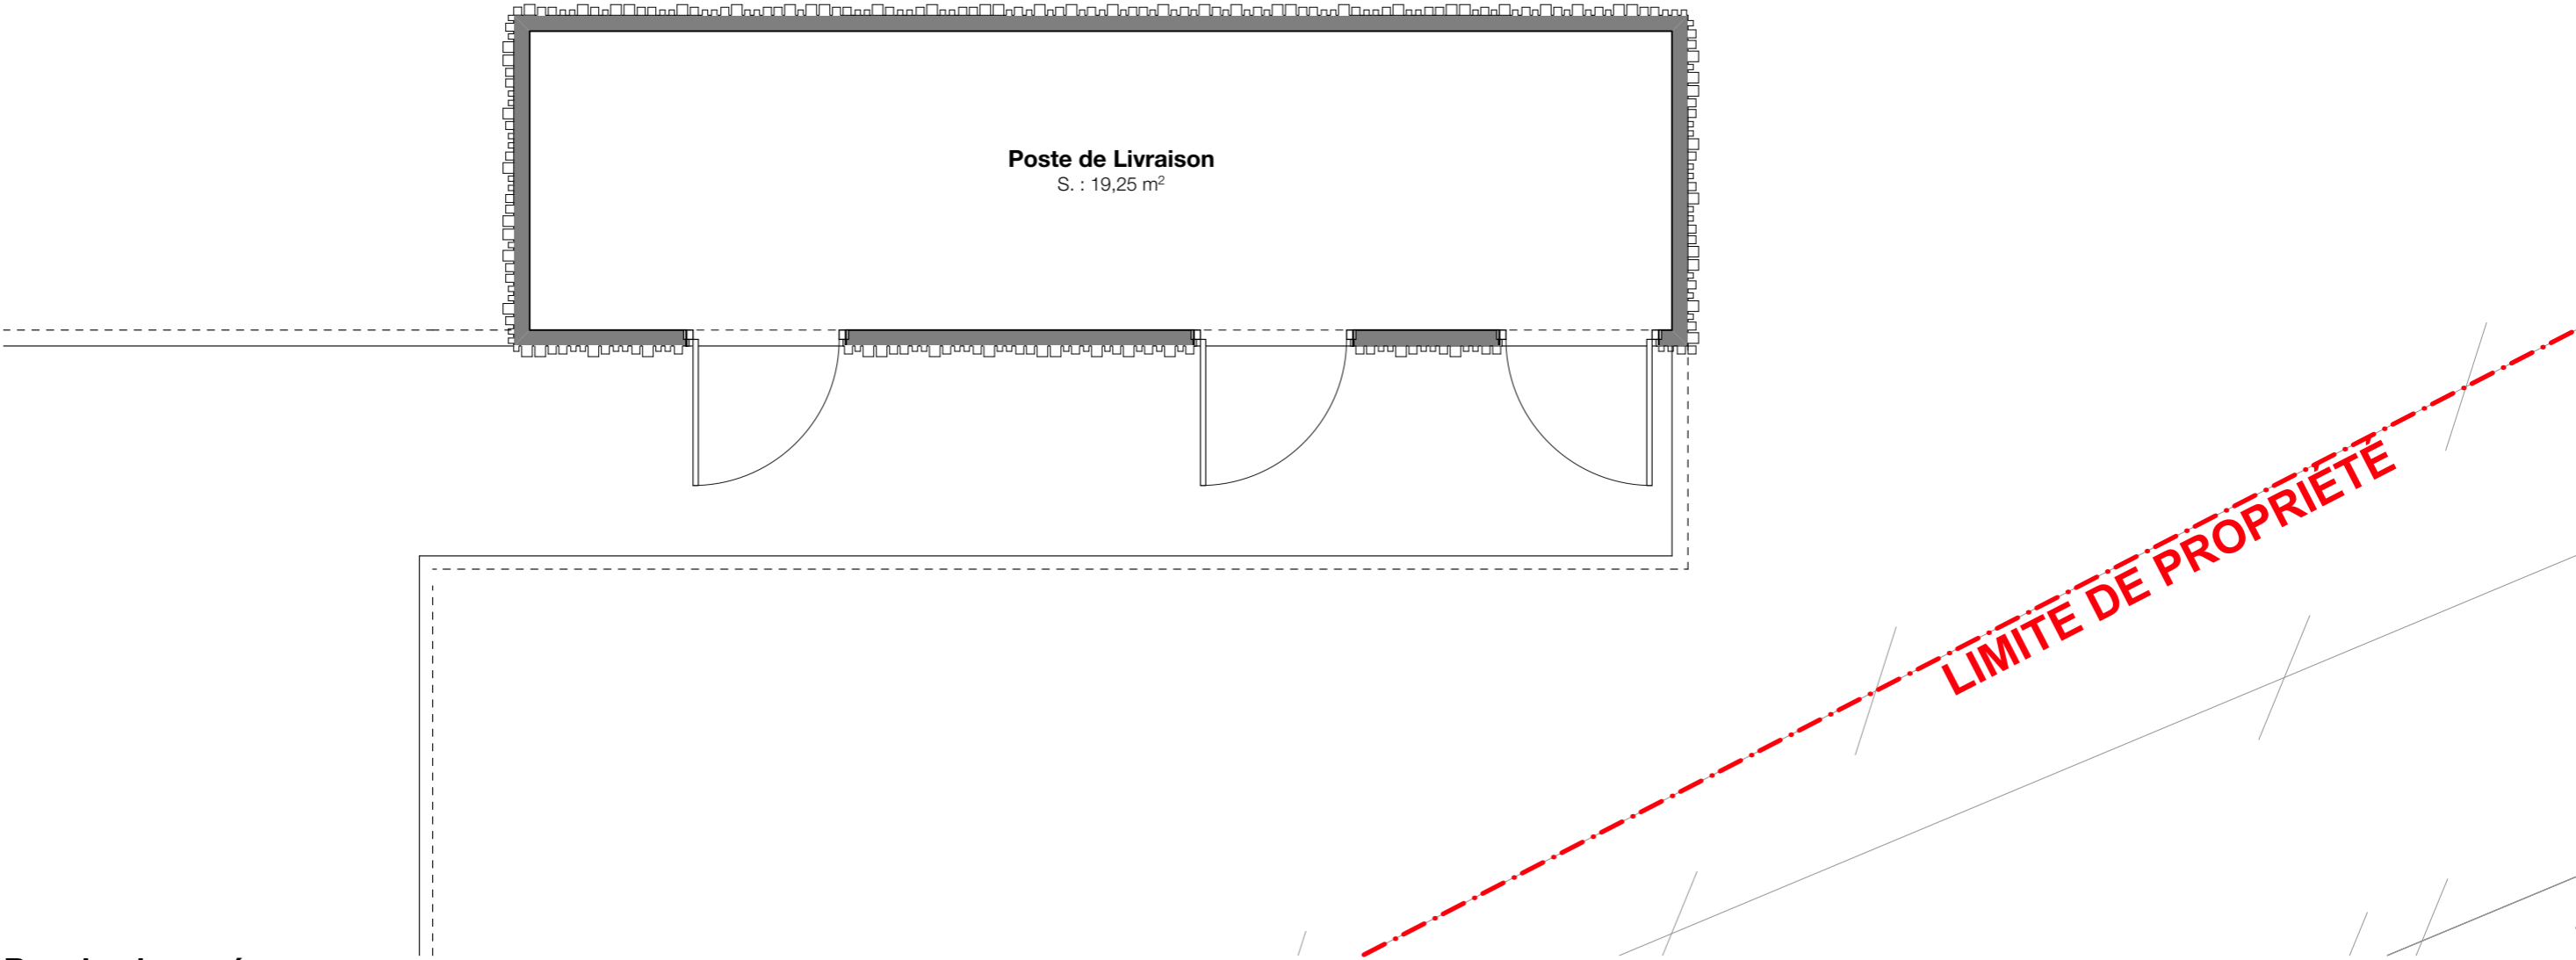 Poste de Livraison
S. : 19,25 m²
LIMITE DE PROPRIÉTÉ